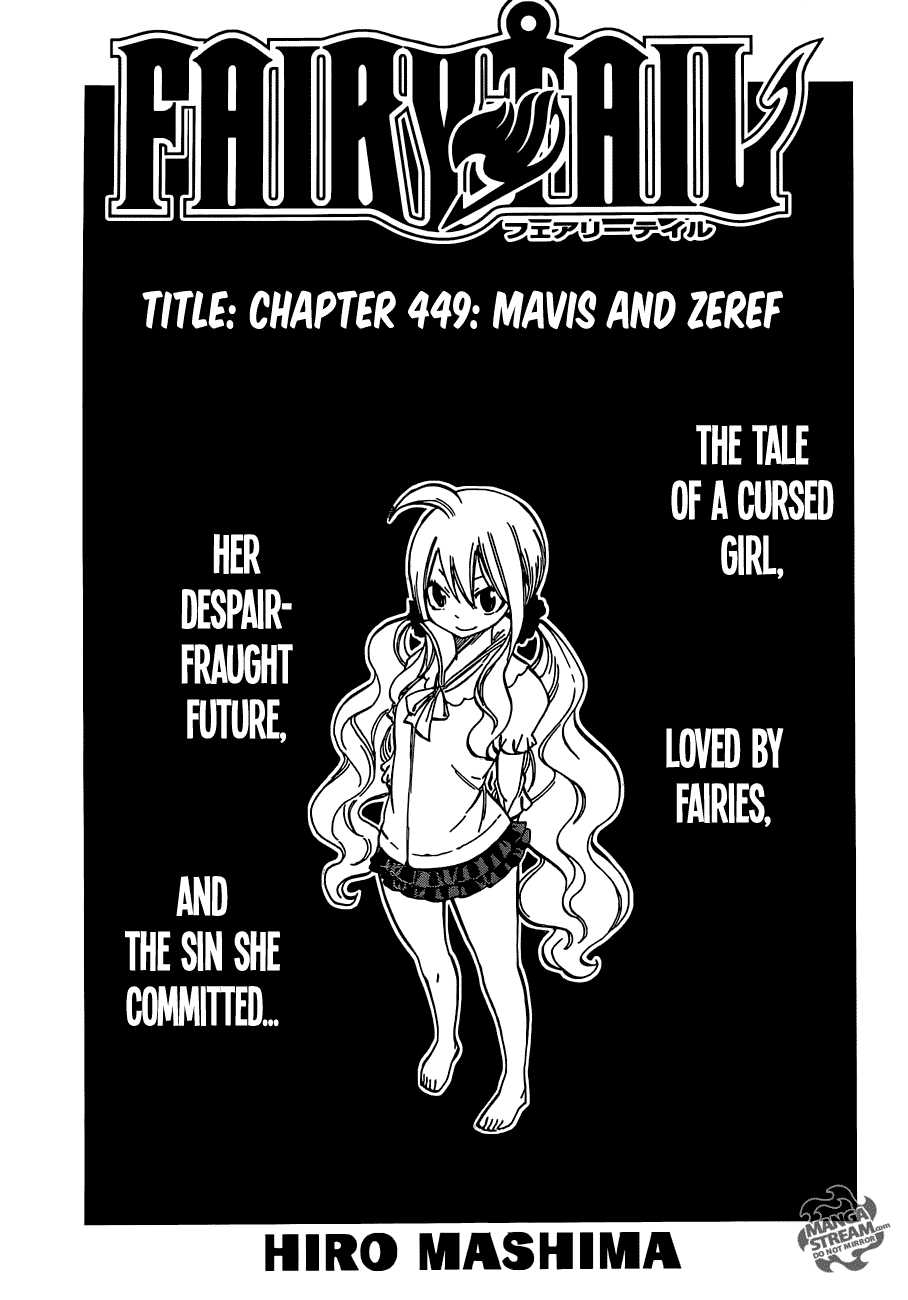 FAIRY TAIL
フェアリーテイル
TITLE: CHAPTER 449: MAVIS AND ZEREF
THE TALE
OF A CURSED
GIRL,
LOVED BY
FAIRIES,
HER
DESPAIR-
FRAUGHT
FUTURE,
AND
THE SIN SHE
COMMITTED...
HIRO MASHIMA
MANGA
STREAM.com
DO NOT MIRROR